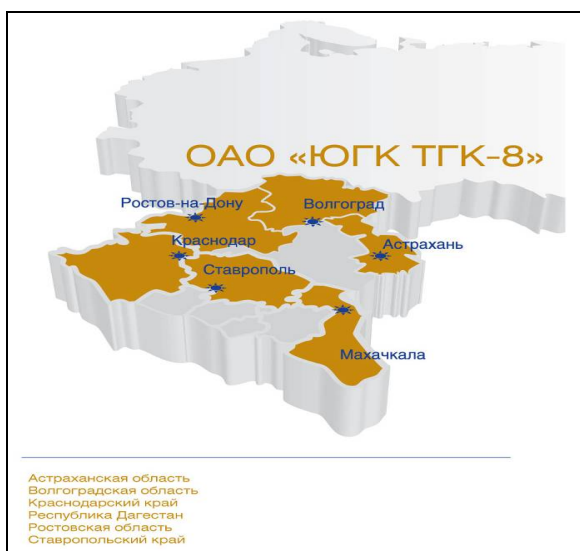 ОАО «ЮГК ТГК-8»
Ростов-на-Дону
Волгоград
Краснодар
Астрахань
Ставрополь
Махачкала
Астраханская область
Волгоградская область
Краснодарский край
Республика Дагестан
Ростовская область
Ставропольский край